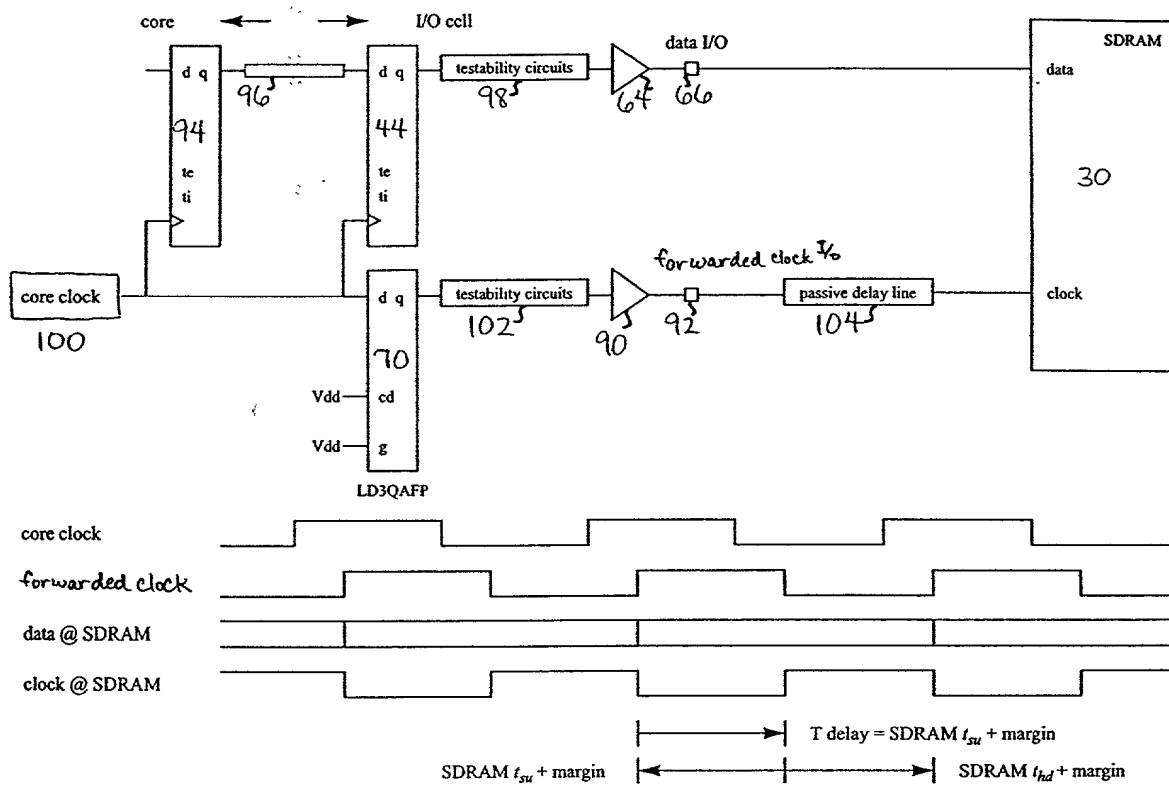 core
I/O cell
data I/O
SDRAM
d q
d q
testability circuits
data
96
98
64
66
94
44
30
te
ti
te
ti
forwarded clock I/O
core clock
d q
testability circuits
passive delay line
clock
100
102
90
92
104
70
Vdd
cd
Vdd
g
LD3QAFP
core clock
forwarded clock
data @ SDRAM
clock @ SDRAM
T delay = SDRAM tsu + margin
SDRAM tsu + margin
SDRAM thd + margin